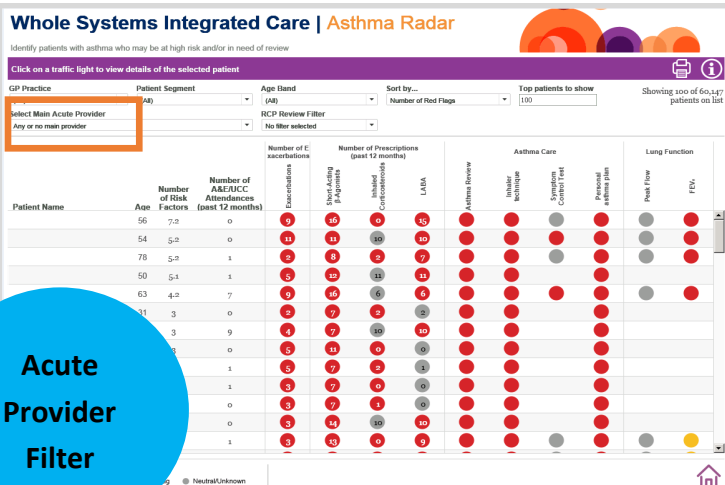 Whole Systems Integrated Care | Asthma Radar
Identify patients with asthma who may be at high risk and/or in need of review
Click on a traffic light to view details of the selected patient
GP Practice Patient Segment Age Band Sort by... Top patients to show
(All) (All) Number of Red Flags 100
Showing 100 of 60,147
patients on list
Select Main Acute Provider RCP Review Filter
Any or no main provider No filter selected
Number of E
xacerbations
Number of Prescriptions
(past 12 months)
Asthma Care
Lung Function
Patient Name
Age
Number
of Risk
Factors
Number of
A&E/UCC
Attendances
(past 12 months)
Exacerbations
Short-Acting
β-Agonists
Inhaled
Corticosteroids
LABA
Asthma Review
Inhaler
technique
Symptom
Control Test
Personal
asthma plan
Peak Flow
FEV₁
56 7.2 0 9 16 0 15
54 5.2 0 11 11 10 10
78 5.2 1 2 8 2 7
50 5.1 1 5 12 11 11
63 4.2 7 9 16 6 6
31 3 0 2 7 2 2
3 9 4 7 10 10
3 0 5 11 0 0
1 5 7 2 1
1 3 7 0 0
0 3 7 1 0
0 3 14 10 10
1 3 13 0 9
Acute
Provider
Filter
Neutral/Unknown